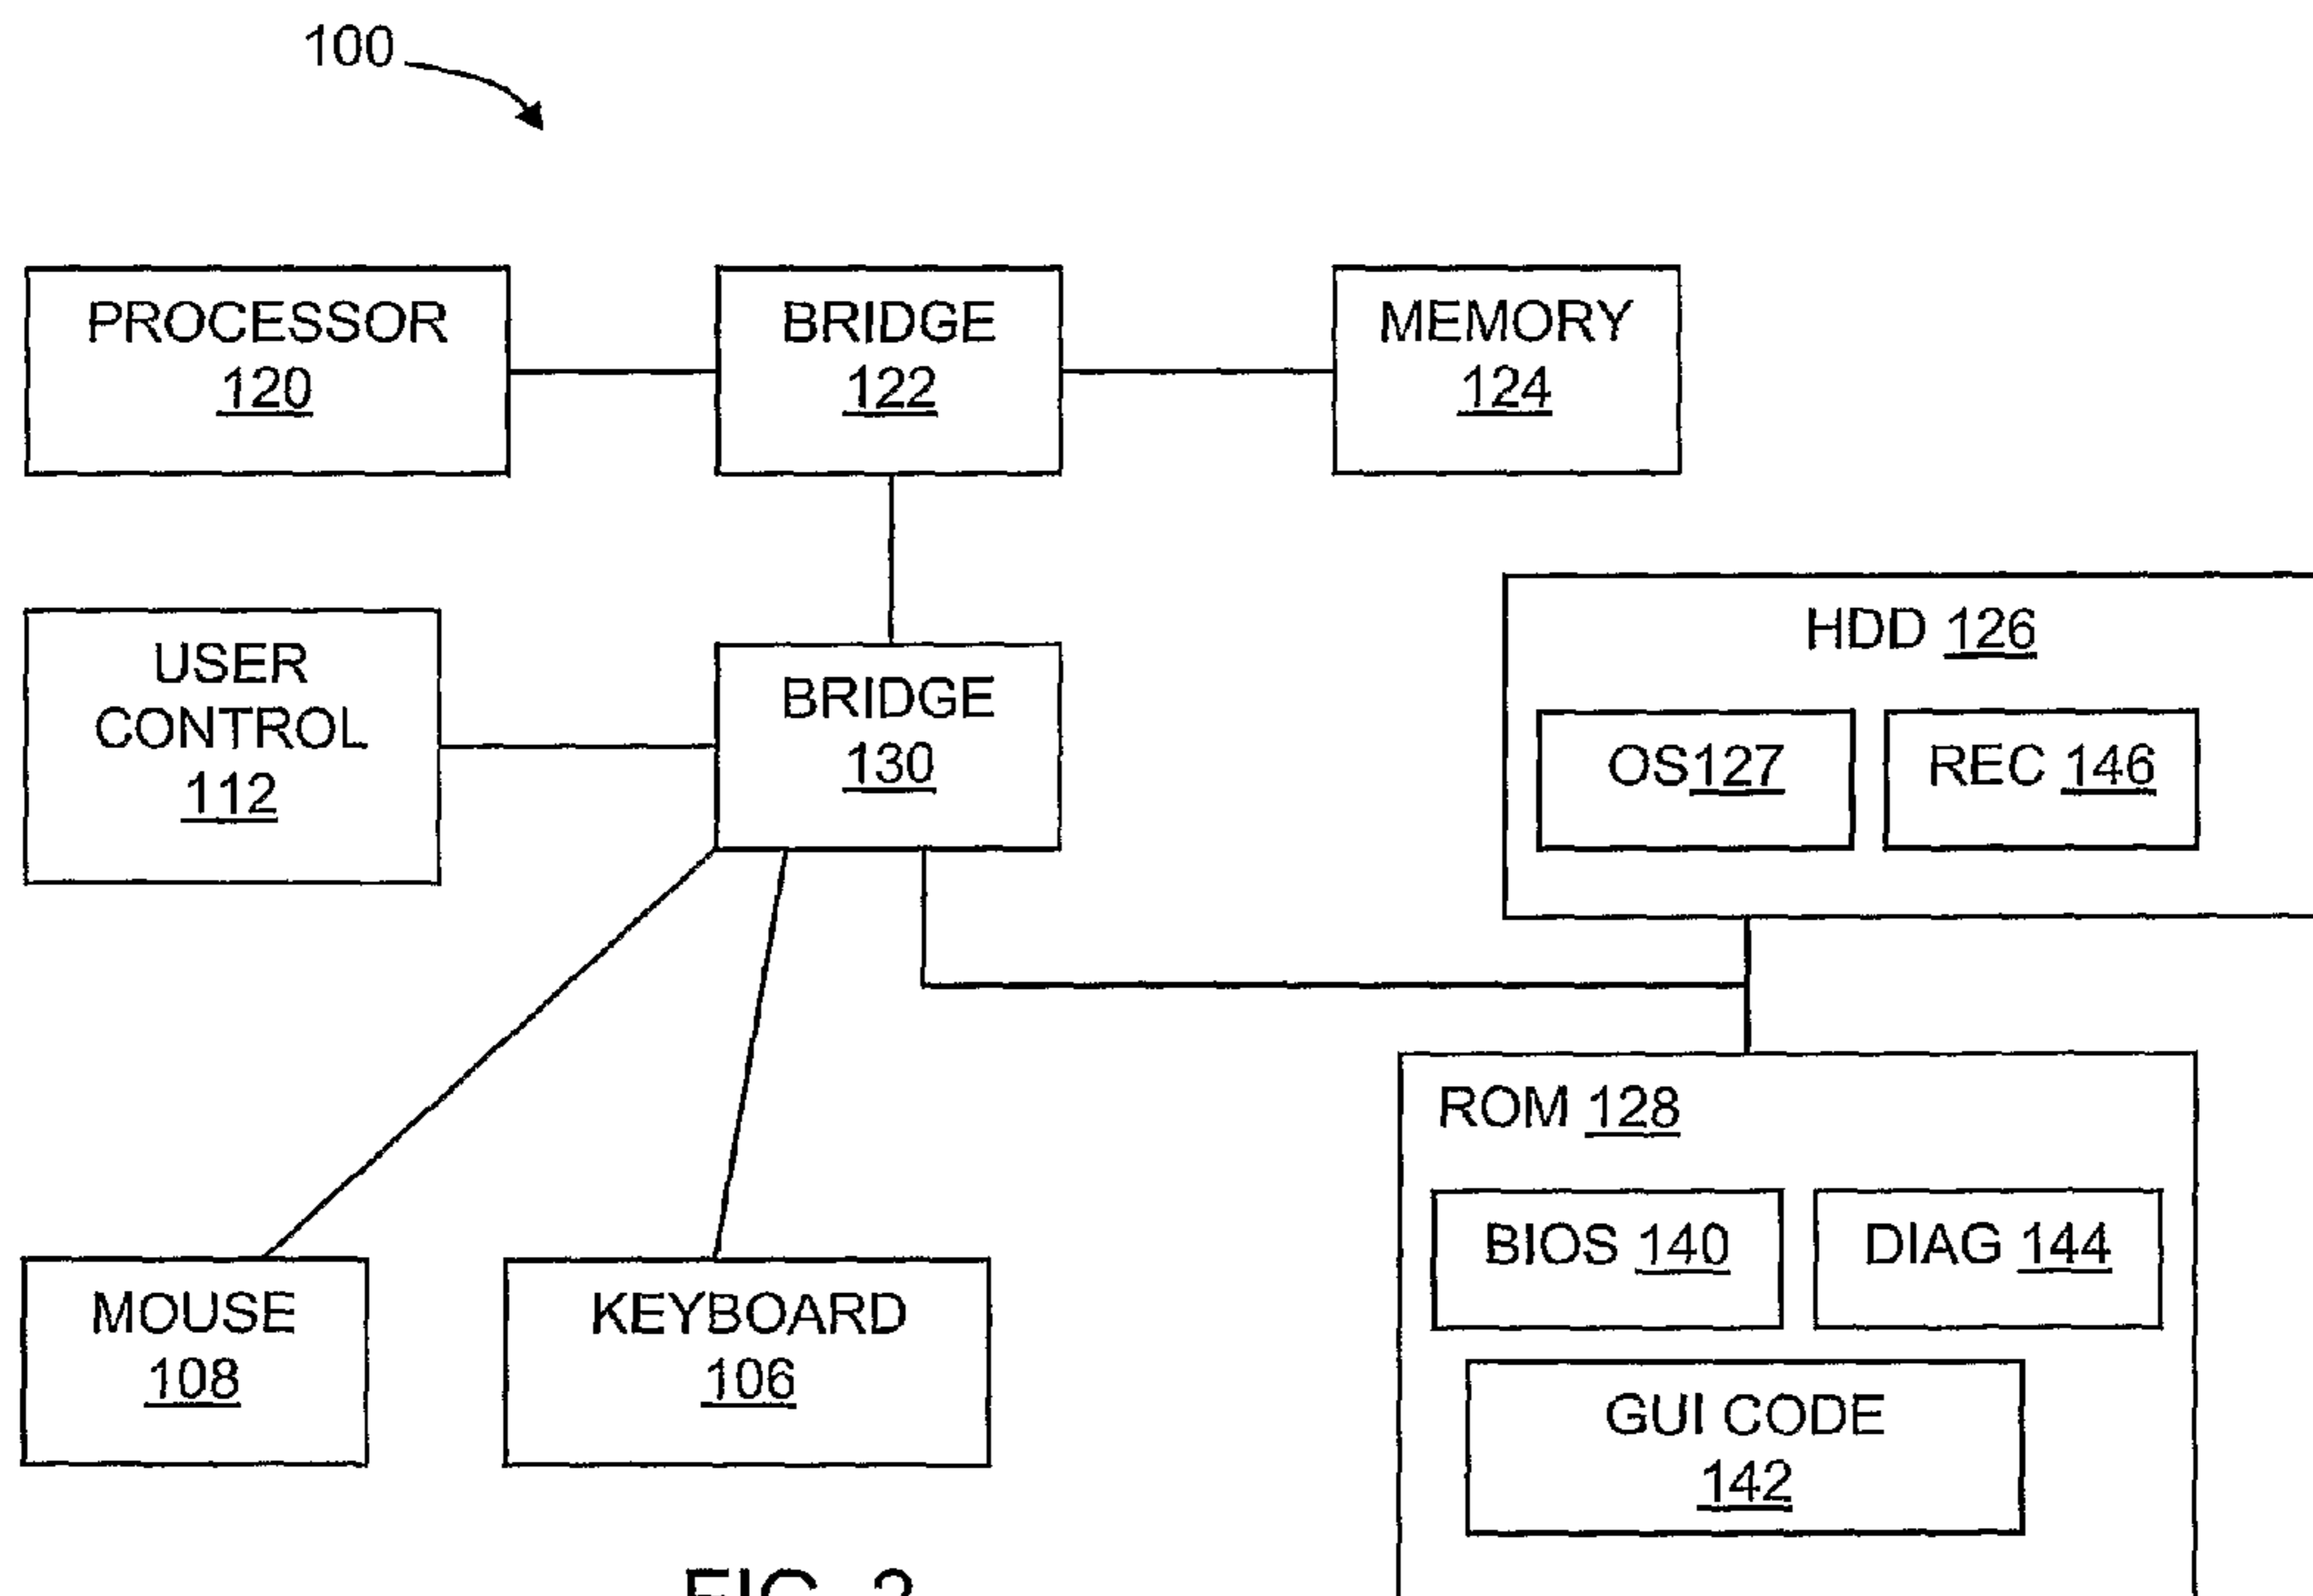 100
PROCESSOR
120
BRIDGE
122
MEMORY
124
USER
CONTROL
112
BRIDGE
130
HDD 126
OS127
REC 146
ROM 128
BIOS 140
DIAG 144
GUI CODE
142
MOUSE
108
KEYBOARD
106